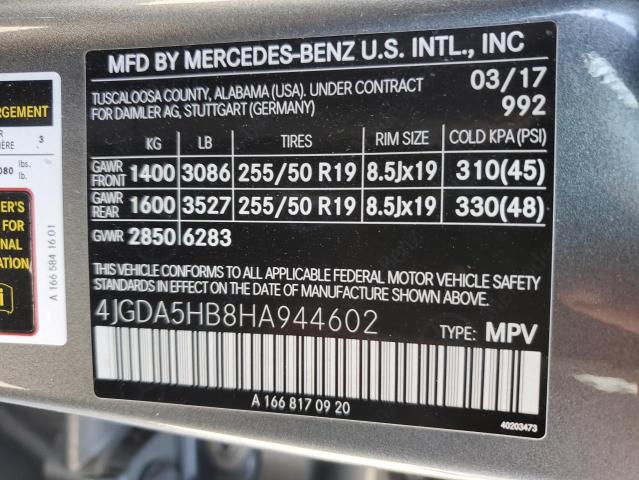 MFD BY MERCEDES-BENZ U.S. INTL., INC
TUSCALOOSA COUNTY, ALABAMA (USA). UNDER CONTRACT
FOR DAIMLER AG, STUTTGART (GERMANY)
03/17
992
KG LB TIRES RIM SIZE COLD KPA(PSI)
GAWR FRONT 1400 3086 255/50 R19 8.5Jx19 310(45)
GAWR REAR 1600 3527 255/50 R19 8.5Jx19 330(48)
GVWR 2850 6283
THIS VEHICLE CONFORMS TO ALL APPLICABLE FEDERAL MOTOR VEHICLE SAFETY
STANDARDS IN EFFECT ON THE DATE OF MANUFACTURE SHOWN ABOVE.
4JGDA5HB8HA944602
TYPE: MPV
A 166 817 09 20
40203473
3
lbs.
lb.
A 166 584 16 01